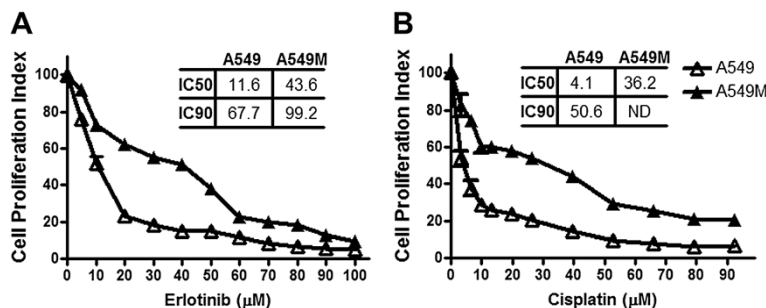 A
A549 A549M
IC50 11.6 43.6
IC90 67.7 99.2
Cell Proliferation Index
100
80
60
40
20
0
0 10 20 30 40 50 60 70 80 90 100
Erlotinib (µM)
B
A549 A549M
IC50 4.1 36.2
IC90 50.6 ND
A549
A549M
Cell Proliferation Index
100
80
60
40
20
0
0 10 20 30 40 50 60 70 80 90
Cisplatin (µM)